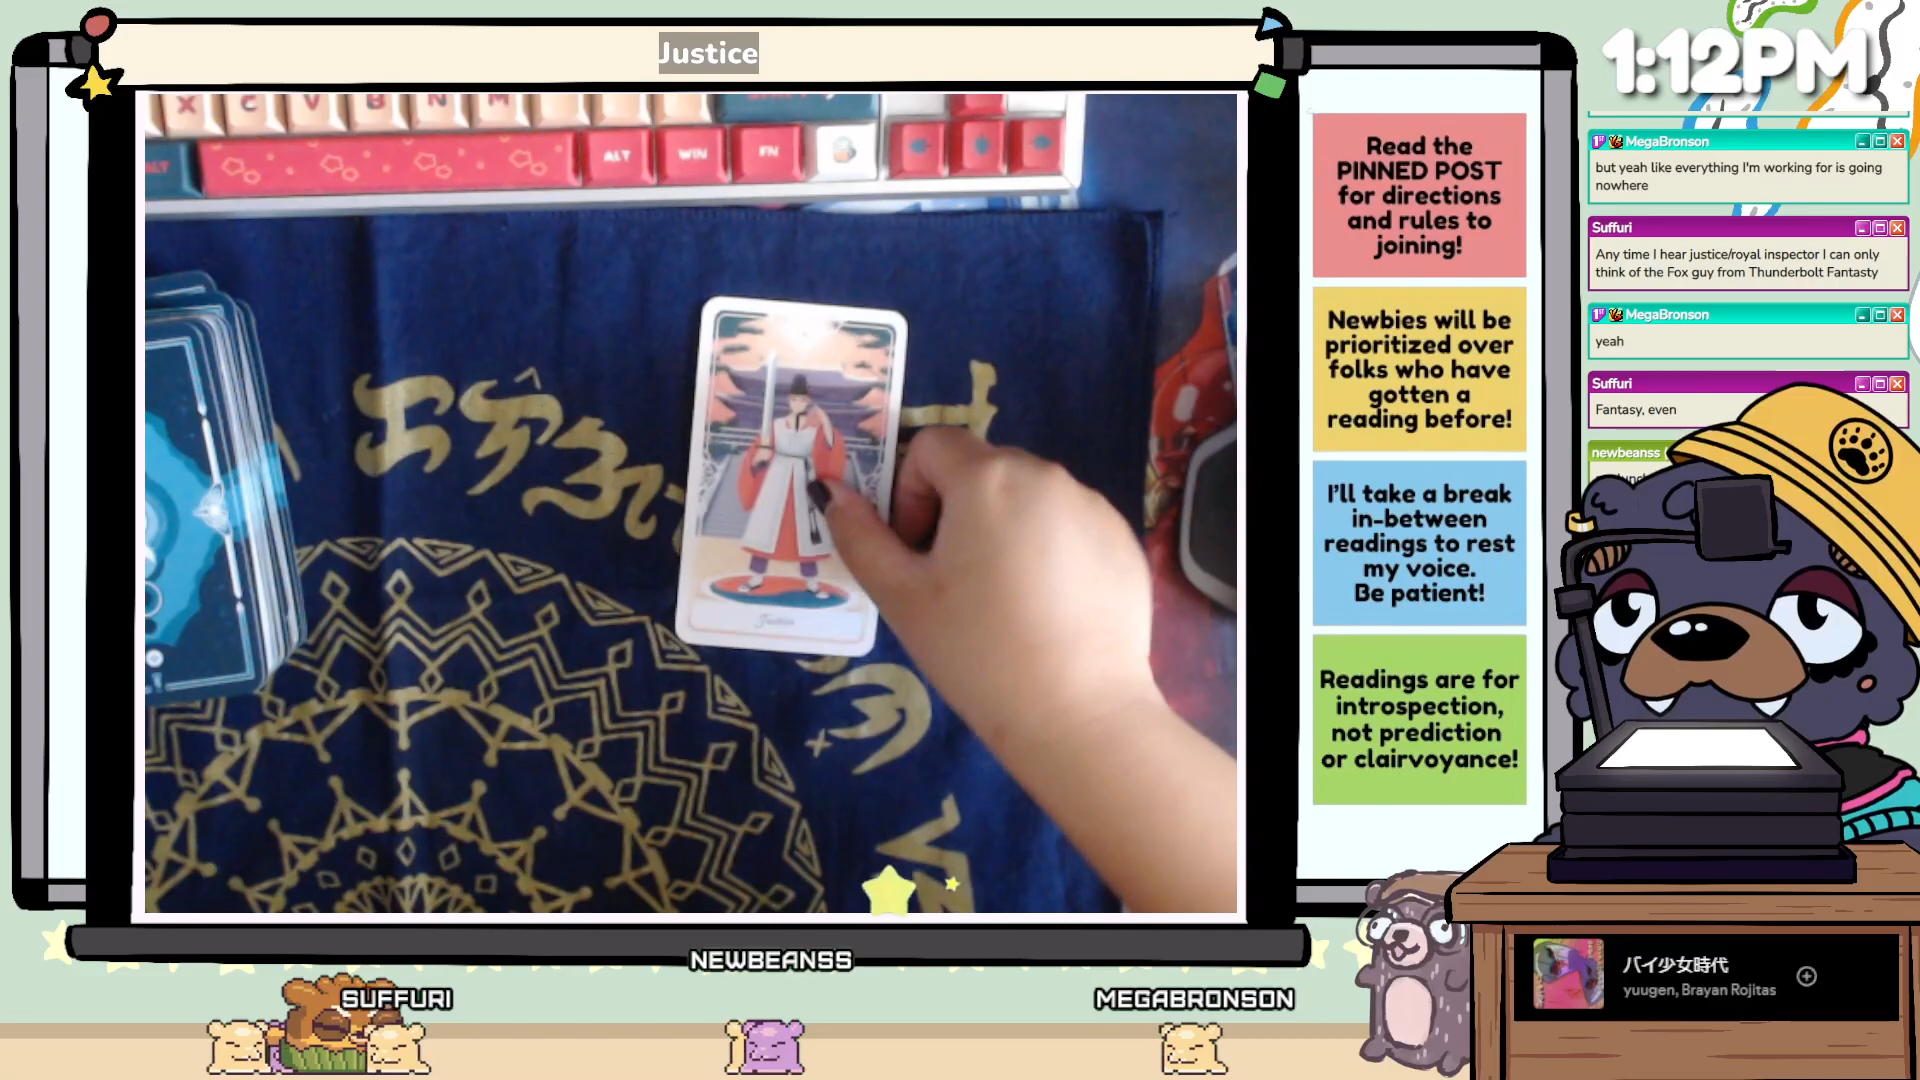 Justice
1:12PM
X C V B N M
ALT
ALT
WIN
FN
Justice
Read the
PINNED POST
for directions
and rules to
joining!
Newbies will be
prioritized over
folks who have
gotten a
reading before!
I'll take a break
in-between
readings to rest
my voice.
Be patient!
Readings are for
introspection,
not prediction
or clairvoyance!
MegaBronson
but yeah like everything I'm working for is going
nowhere
Suffuri
Any time I hear justice/royal inspector I can only
think of the Fox guy from Thunderbolt Fantasty
MegaBronson
yeah
Suffuri
Fantasy, even
newbeanss
NEWBEANSS
SUFFURI
MEGABRONSON
バイ少女時代
yuugen, Brayan Rojitas